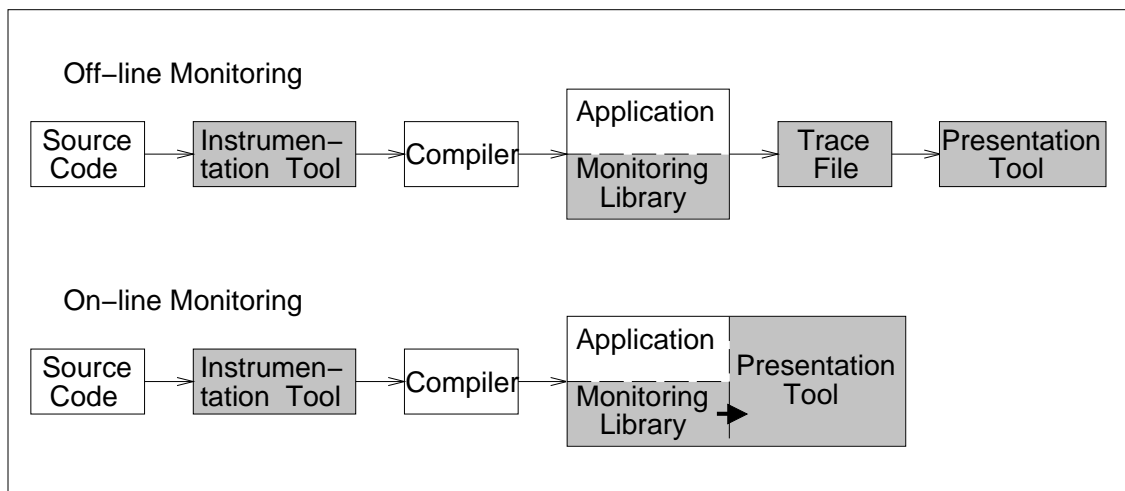 Off−line Monitoring
Source
Code
Instrumen−
tation Tool
Compiler
Application
Monitoring
Library
Trace
File
Presentation
Tool
On−line Monitoring
Source
Code
Instrumen−
tation Tool
Compiler
Application
Monitoring
Library
Presentation
Tool